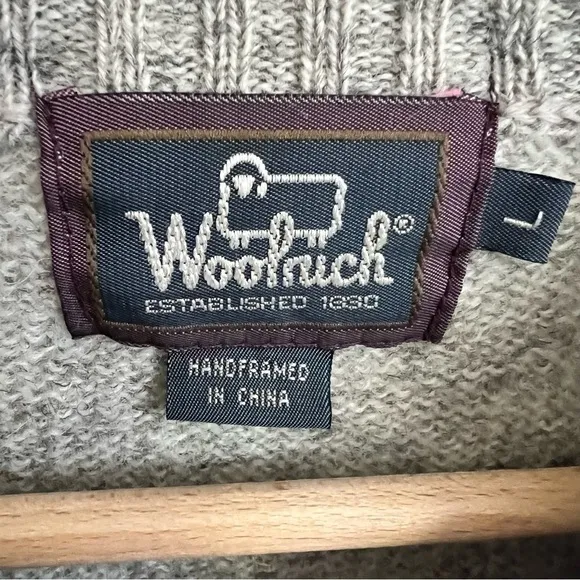 Woolrich®
ESTABLISHED 1830
L
HANDFRAMED
IN CHINA